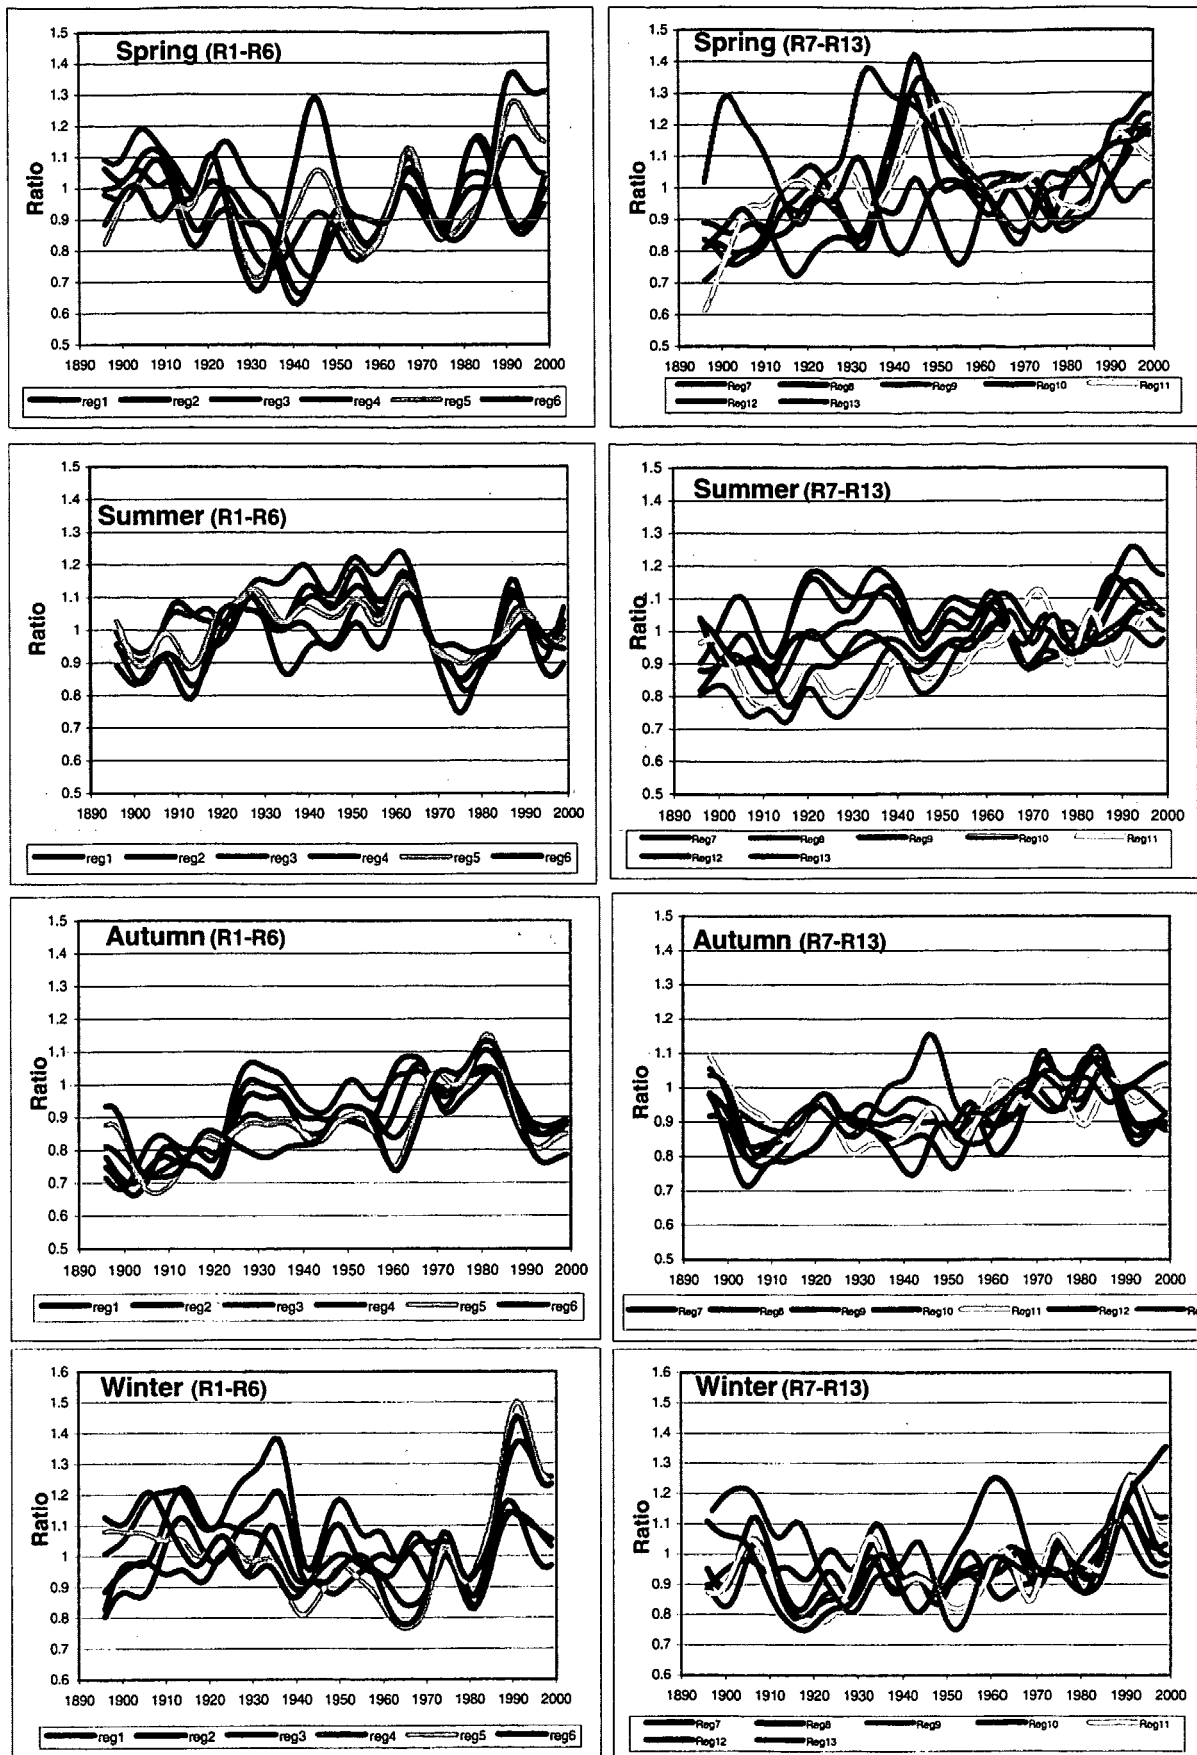 Spring (R1-R6)
1.5
1.4
1.3
1.2
1.1
1
0.9
0.8
0.7
0.6
0.5
Ratio
1890 1900 1910 1920 1930 1940 1950 1960 1970 1980 1990 2000
reg1 reg2 reg3 reg4 reg5 reg6
Spring (R7-R13)
1.5
1.4
1.3
1.2
1.1
1
0.9
0.8
0.7
0.6
0.5
Ratio
1890 1900 1910 1920 1930 1940 1950 1960 1970 1980 1990 2000
Reg7 Reg8 Reg9 Reg10 Reg11
Reg12 Reg13
Summer (R1-R6)
1.5
1.4
1.3
1.2
1.1
1
0.9
0.8
0.7
0.6
0.5
Ratio
1890 1900 1910 1920 1930 1940 1950 1960 1970 1980 1990 2000
reg1 reg2 reg3 reg4 reg5 reg6
Summer (R7-R13)
1.5
1.4
1.3
1.2
1.1
1
0.9
0.8
0.7
0.6
0.5
Ratio
1890 1900 1910 1920 1930 1940 1950 1960 1970 1980 1990 2000
Reg7 Reg8 Reg9 Reg10 Reg11
Reg12 Reg13
Autumn (R1-R6)
1.5
1.4
1.3
1.2
1.1
1
0.9
0.8
0.7
0.6
0.5
Ratio
1890 1900 1910 1920 1930 1940 1950 1960 1970 1980 1990 2000
reg1 reg2 reg3 reg4 reg5 reg6
Autumn (R7-R13)
1.5
1.4
1.3
1.2
1.1
1
0.9
0.8
0.7
0.6
0.5
Ratio
1890 1900 1910 1920 1930 1940 1950 1960 1970 1980 1990 2000
Reg7 Reg8 Reg9 Reg10 Reg11 Reg12 Re
Winter (R1-R6)
1.6
1.5
1.4
1.3
1.2
1.1
1
0.9
0.8
0.7
0.6
Ratio
1890 1900 1910 1920 1930 1940 1950 1960 1970 1980 1990 2000
reg1 reg2 reg3 reg4 reg5 reg6
Winter (R7-R13)
1.6
1.5
1.4
1.3
1.2
1.1
1
0.9
0.8
0.7
0.6
Ratio
1890 1900 1910 1920 1930 1940 1950 1960 1970 1980 1990 2000
Reg7 Reg8 Reg9 Reg10 Reg11
Reg12 Reg13